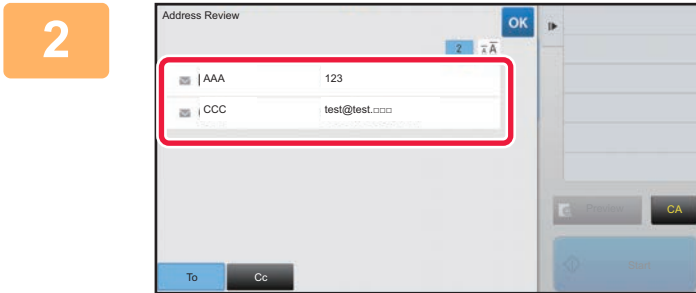 2
Address Review
OK
2
AAA 123
CCC test@test.□□□
Preview
CA
Start
To
Cc